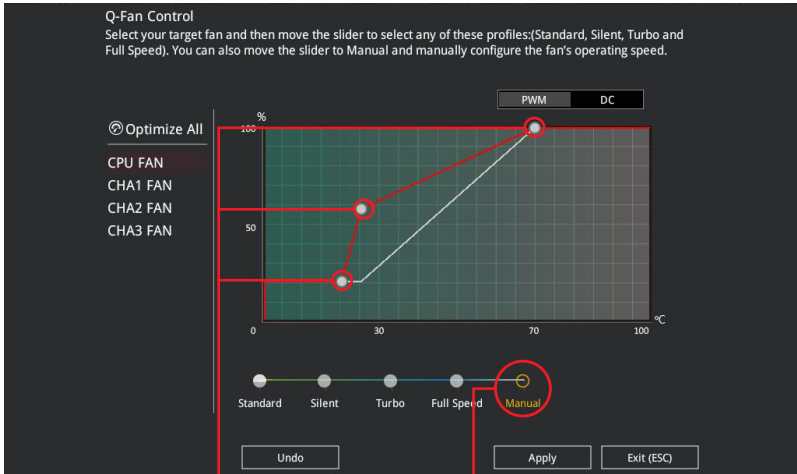 Q-Fan Control
Select your target fan and then move the slider to select any of these profiles:(Standard, Silent, Turbo and
Full Speed). You can also move the slider to Manual and manually configure the fan's operating speed.
PWM DC
%
Optimize All
100
CPU FAN
CHA1 FAN
CHA2 FAN
CHA3 FAN
50
°C
0 30 70 100
Standard Silent Turbo Full Speed Manual
Undo Apply Exit (ESC)